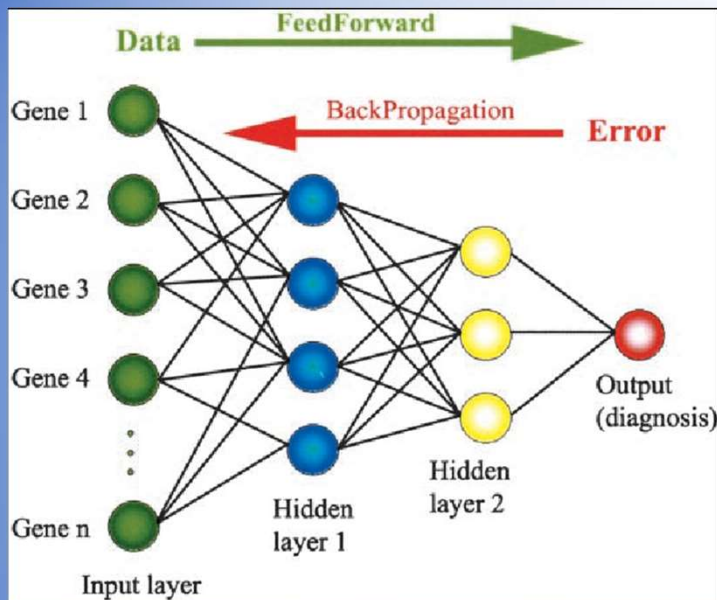 FeedForward
Data
BackPropagation
Error
Gene 1
Gene 2
Gene 3
Gene 4
Gene n
Input layer
Hidden
layer 1
Hidden
layer 2
Output
(diagnosis)